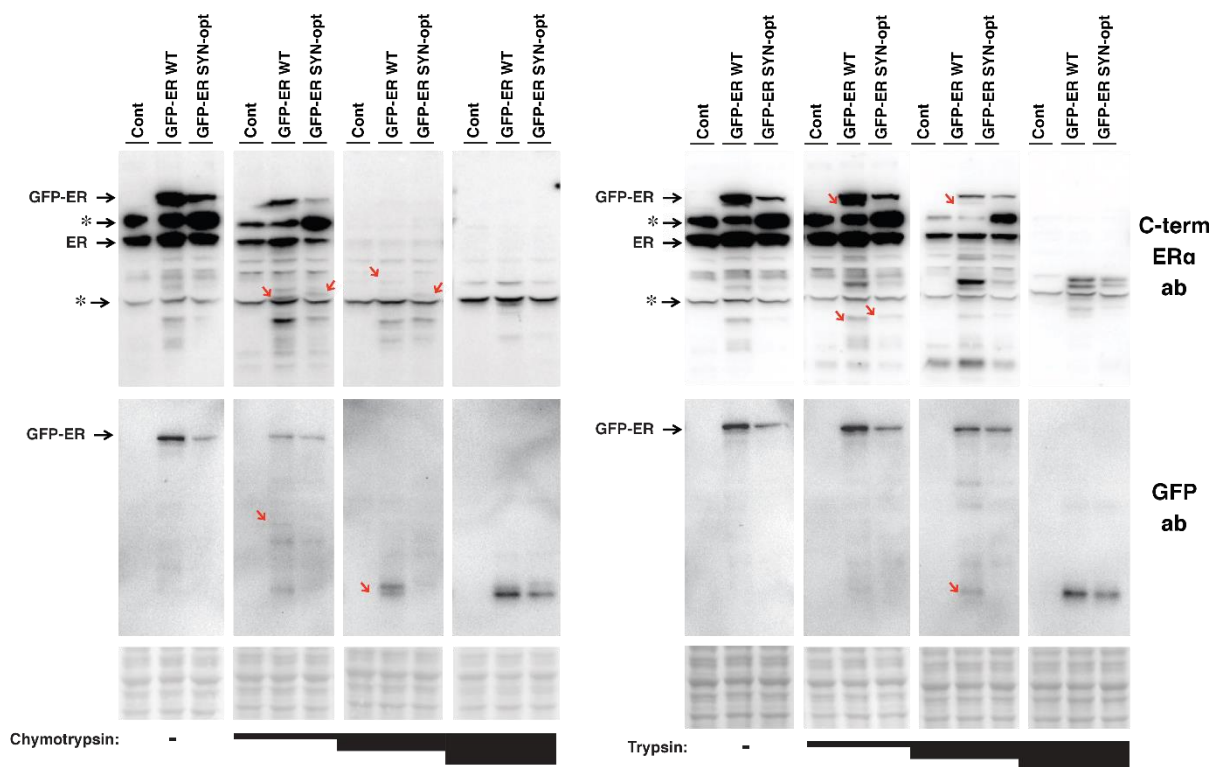 Cont GFP-ER WT GFP-ER SYN-opt Cont GFP-ER WT GFP-ER SYN-opt Cont GFP-ER WT GFP-ER SYN-opt Cont GFP-ER WT GFP-ER SYN-opt
Cont GFP-ER WT GFP-ER SYN-opt Cont GFP-ER WT GFP-ER SYN-opt Cont GFP-ER WT GFP-ER SYN-opt Cont GFP-ER WT GFP-ER SYN-opt
GFP-ER
*
ER
*
GFP-ER
*
ER
*
C-term
ERα
ab
GFP-ER
GFP-ER
GFP
ab
Chymotrypsin: -
Trypsin: -